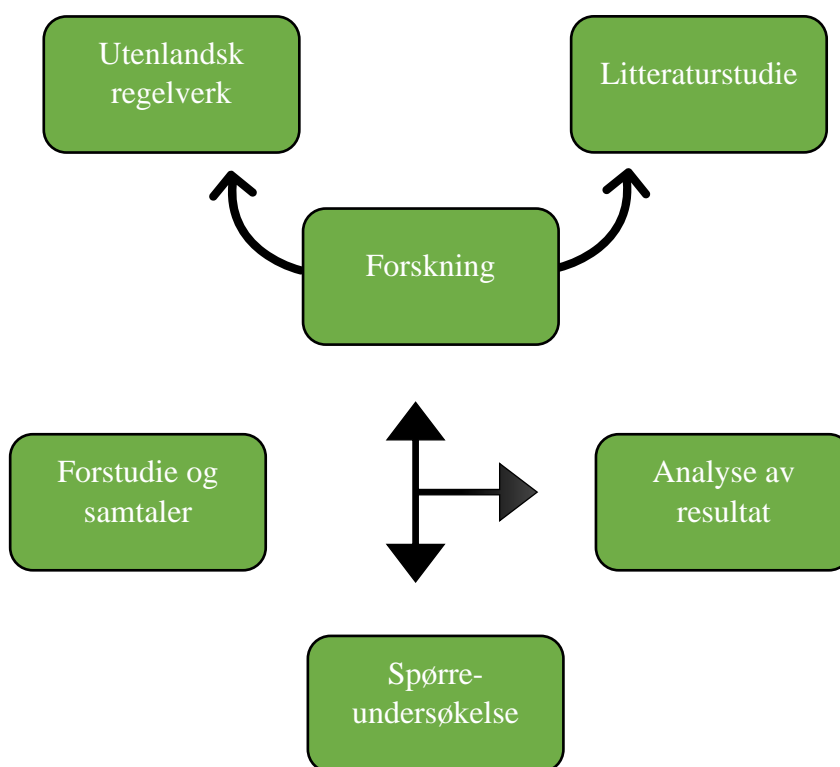 Utenlandsk
regelverk
Litteraturstudie
Forskning
Forstudie og
samtaler
Analyse av
resultat
Spørre-
undersøkelse